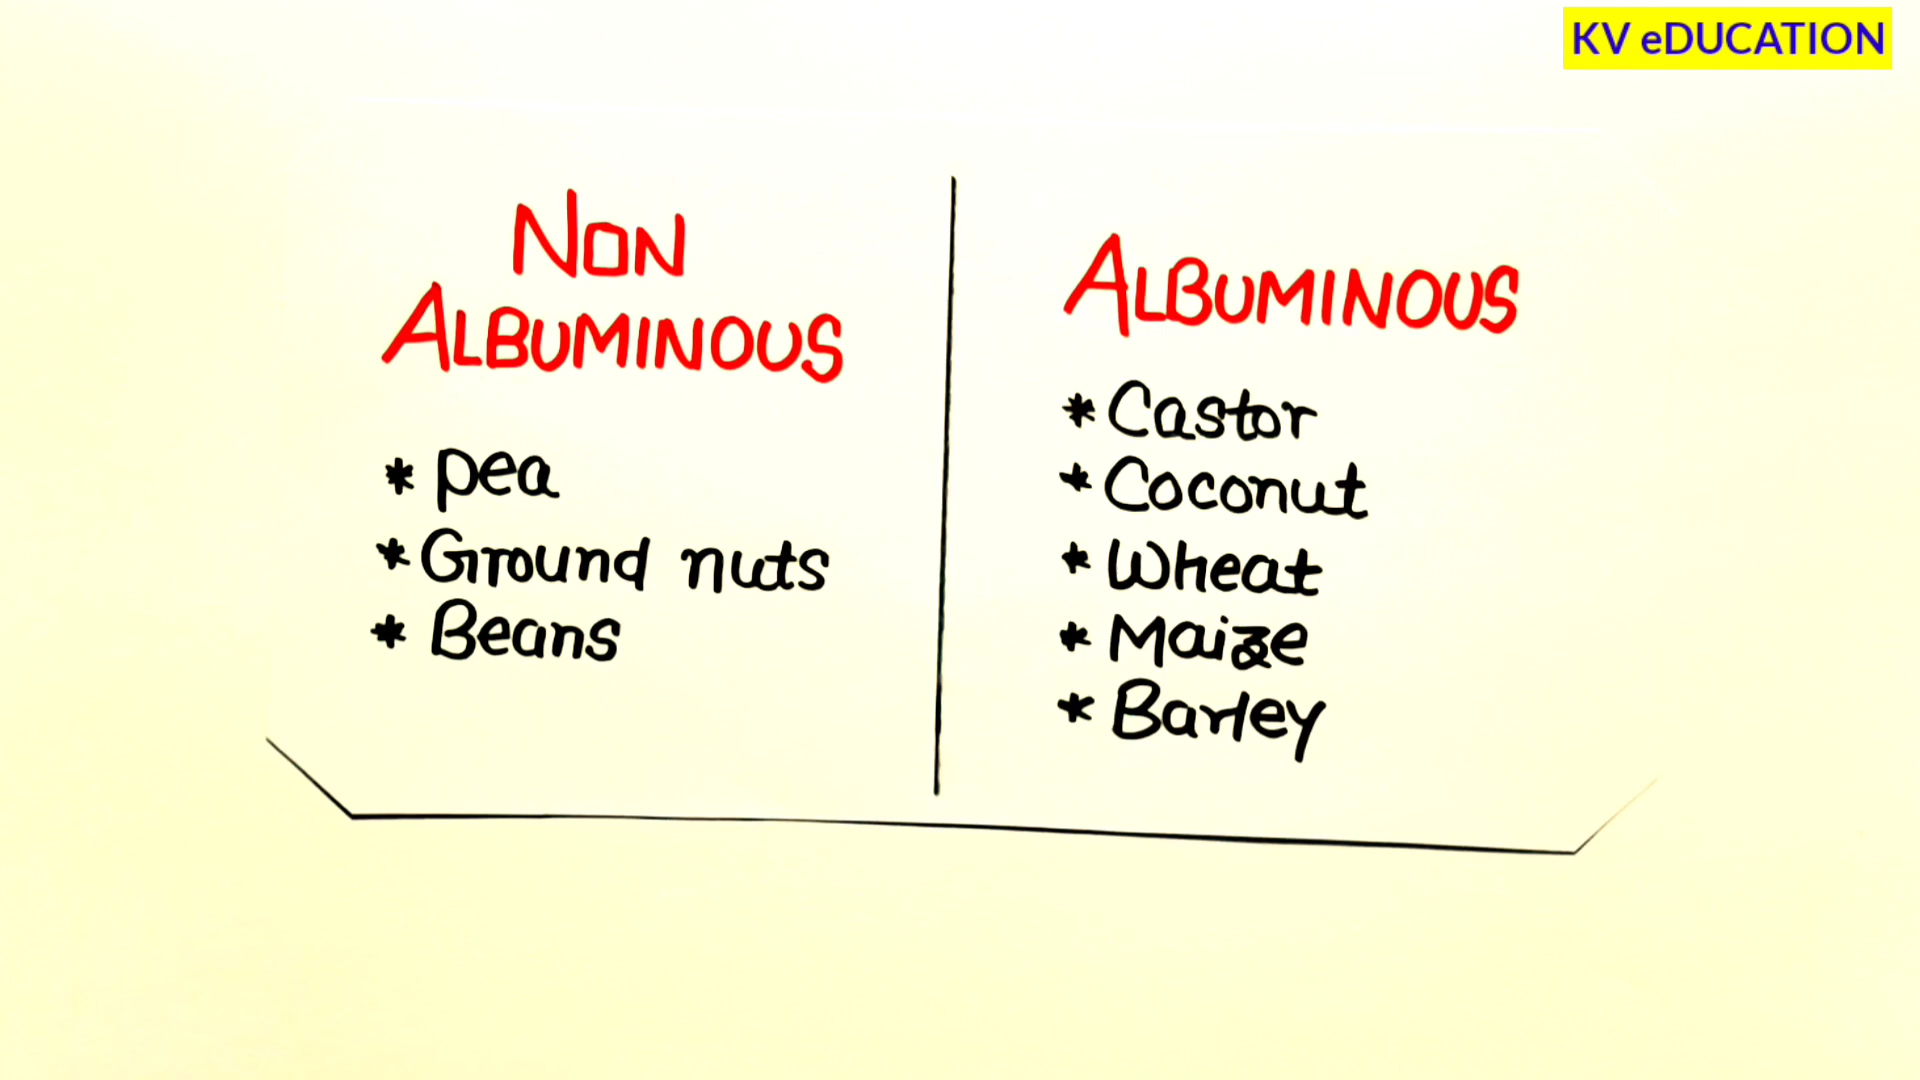 KV eDUCATION
NON
ALBUMINOUS
* pea
* Ground nuts
* Beans
ALBUMINOUS
* Castor
* Coconut
* Wheat
* Maize
* Barley